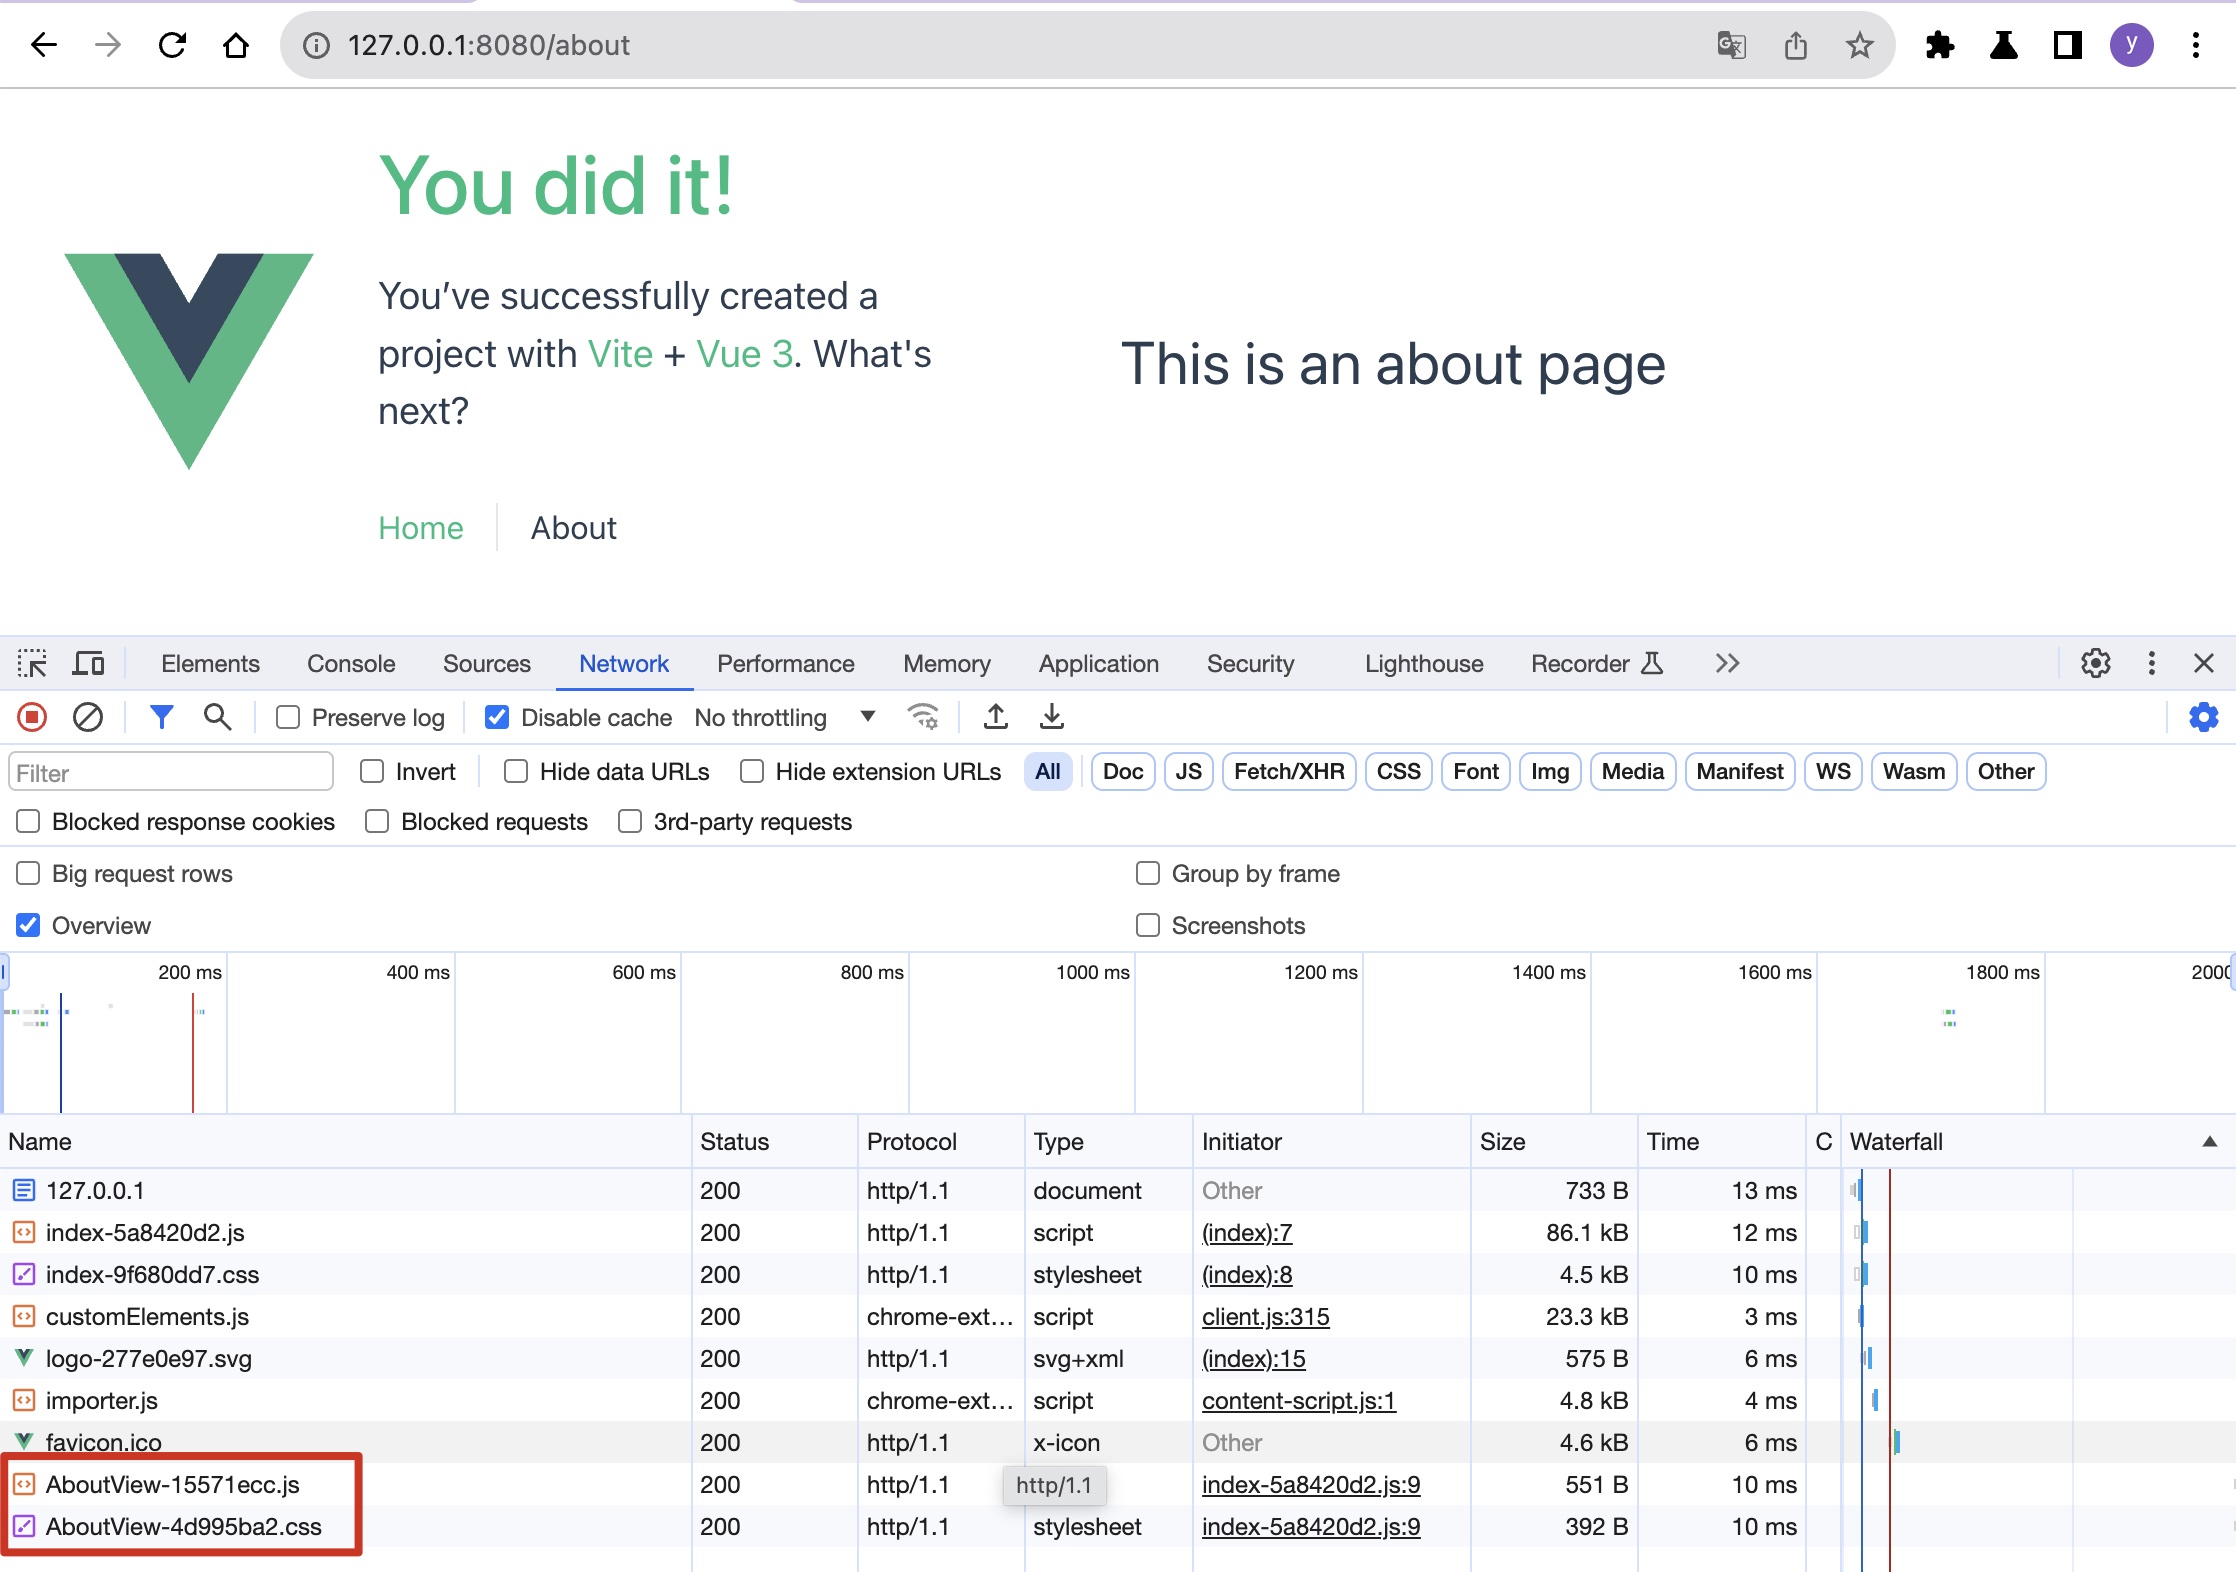 127.0.0.1:8080/about
y
You did it!
You’ve successfully created a
project with Vite + Vue 3. What's
next?
This is an about page
Home About
Elements Console Sources Network Performance Memory Application Security Lighthouse Recorder
Preserve log Disable cache No throttling
Filter Invert Hide data URLs Hide extension URLs All Doc JS Fetch/XHR CSS Font Img Media Manifest WS Wasm Other
Blocked response cookies Blocked requests 3rd-party requests
Big request rows Group by frame
Overview Screenshots
200 ms 400 ms 600 ms 800 ms 1000 ms 1200 ms 1400 ms 1600 ms 1800 ms 2000
Name Status Protocol Type Initiator Size Time C Waterfall
127.0.0.1 200 http/1.1 document Other 733 B 13 ms
index-5a8420d2.js 200 http/1.1 script (index):7 86.1 kB 12 ms
index-9f680dd7.css 200 http/1.1 stylesheet (index):8 4.5 kB 10 ms
customElements.js 200 chrome-ext... script client.js:315 23.3 kB 3 ms
logo-277e0e97.svg 200 http/1.1 svg+xml (index):15 575 B 6 ms
importer.js 200 chrome-ext... script content-script.js:1 4.8 kB 4 ms
favicon.ico 200 http/1.1 x-icon Other 4.6 kB 6 ms
AboutView-15571ecc.js 200 http/1.1 http/1.1 index-5a8420d2.js:9 551 B 10 ms
AboutView-4d995ba2.css 200 http/1.1 stylesheet index-5a8420d2.js:9 392 B 10 ms